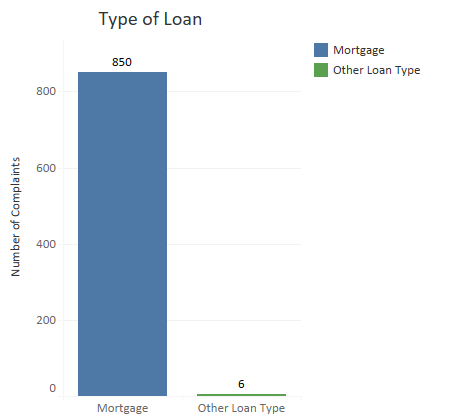 Type of Loan
Mortgage
Other Loan Type
Number of Complaints
800
600
400
200
0
850
6
Mortgage
Other Loan Type